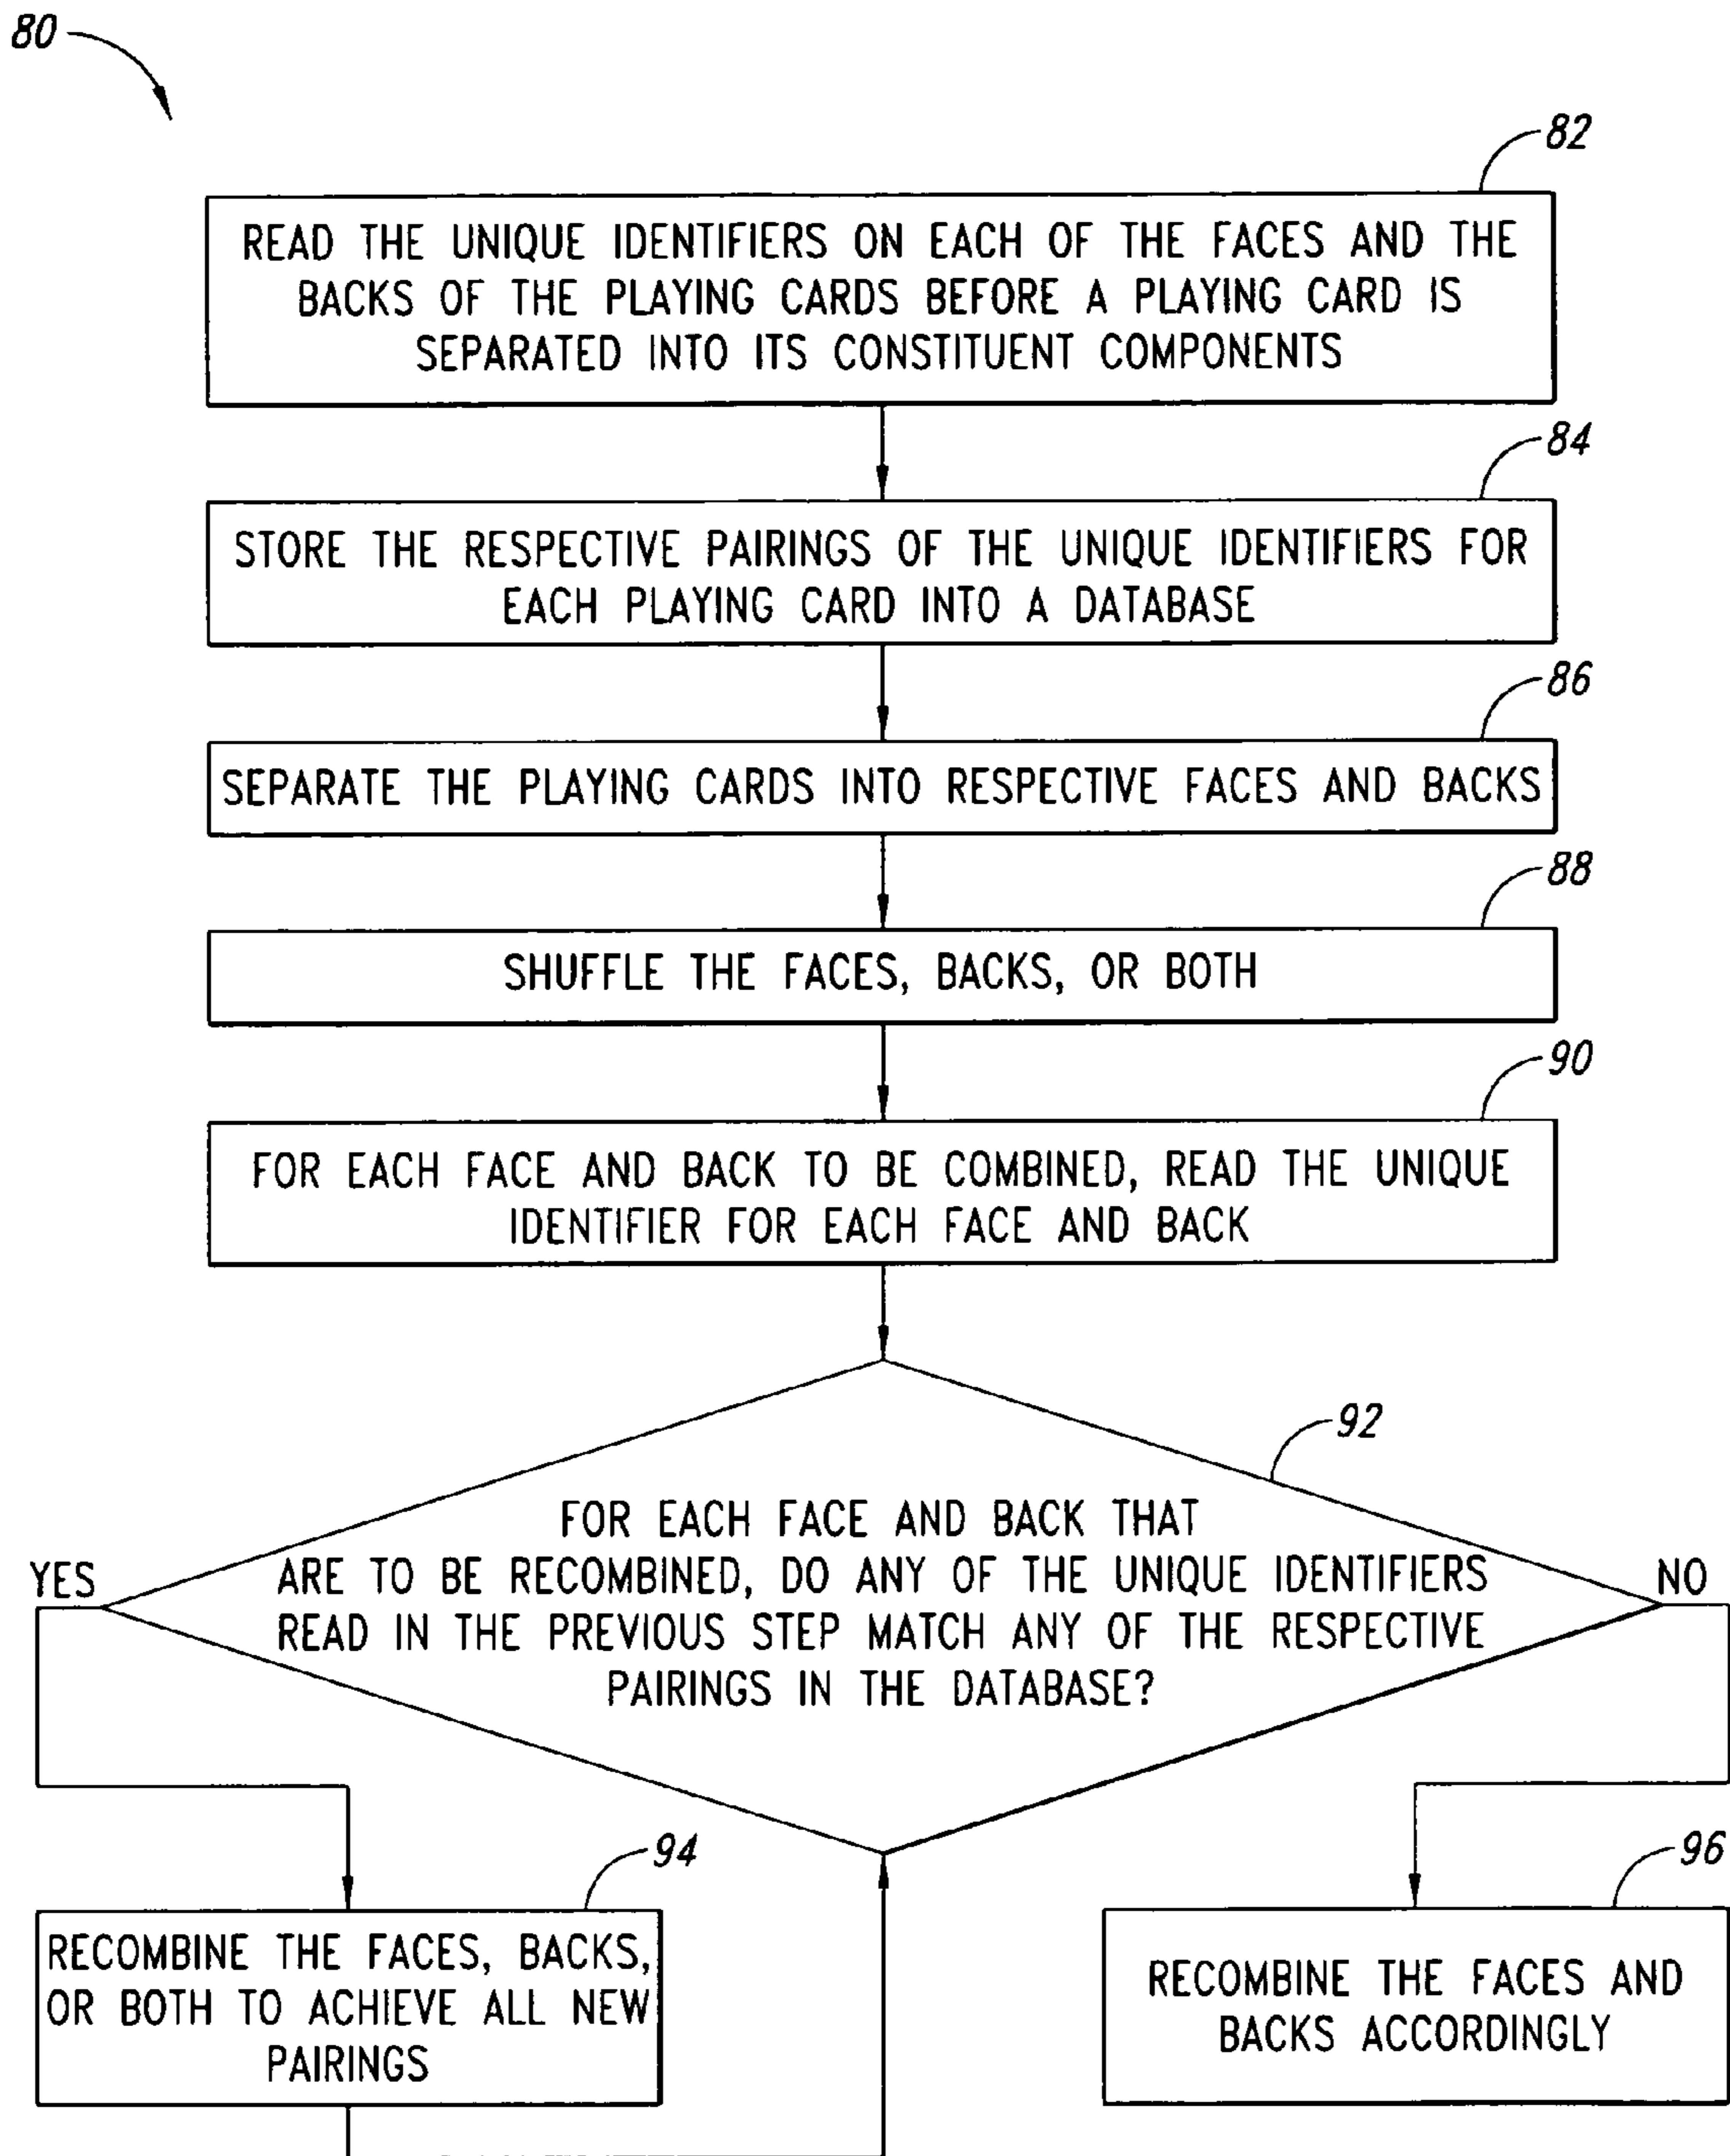 80
82
READ THE UNIQUE IDENTIFIERS ON EACH OF THE FACES AND THE
BACKS OF THE PLAYING CARDS BEFORE A PLAYING CARD IS
SEPARATED INTO ITS CONSTITUENT COMPONENTS
84
STORE THE RESPECTIVE PAIRINGS OF THE UNIQUE IDENTIFIERS FOR
EACH PLAYING CARD INTO A DATABASE
86
SEPARATE THE PLAYING CARDS INTO RESPECTIVE FACES AND BACKS
88
SHUFFLE THE FACES, BACKS, OR BOTH
90
FOR EACH FACE AND BACK TO BE COMBINED, READ THE UNIQUE
IDENTIFIER FOR EACH FACE AND BACK
92
FOR EACH FACE AND BACK THAT
ARE TO BE RECOMBINED, DO ANY OF THE UNIQUE IDENTIFIERS
READ IN THE PREVIOUS STEP MATCH ANY OF THE RESPECTIVE
PAIRINGS IN THE DATABASE?
YES
NO
94
RECOMBINE THE FACES, BACKS,
OR BOTH TO ACHIEVE ALL NEW
PAIRINGS
96
RECOMBINE THE FACES AND
BACKS ACCORDINGLY